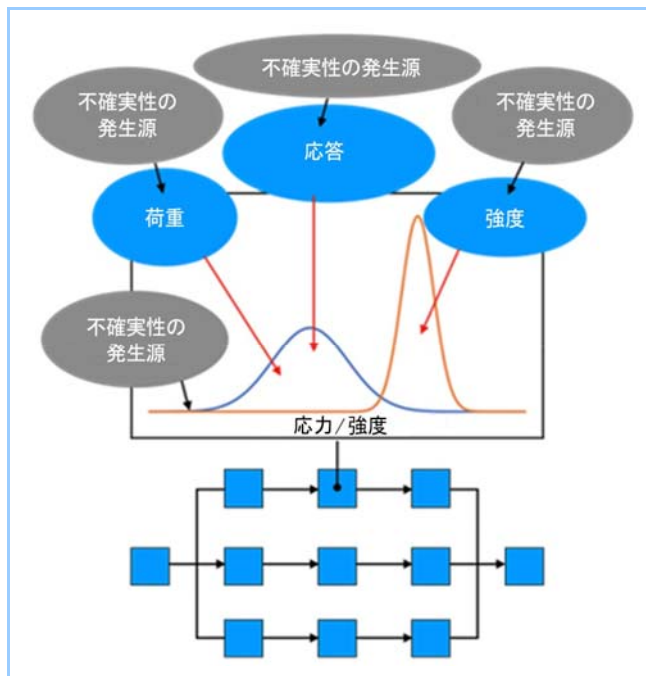 不確実性の発生源
不確実性の
発生源
不確実性の
発生源
応答
荷重
強度
不確実性の
発生源
応力/強度